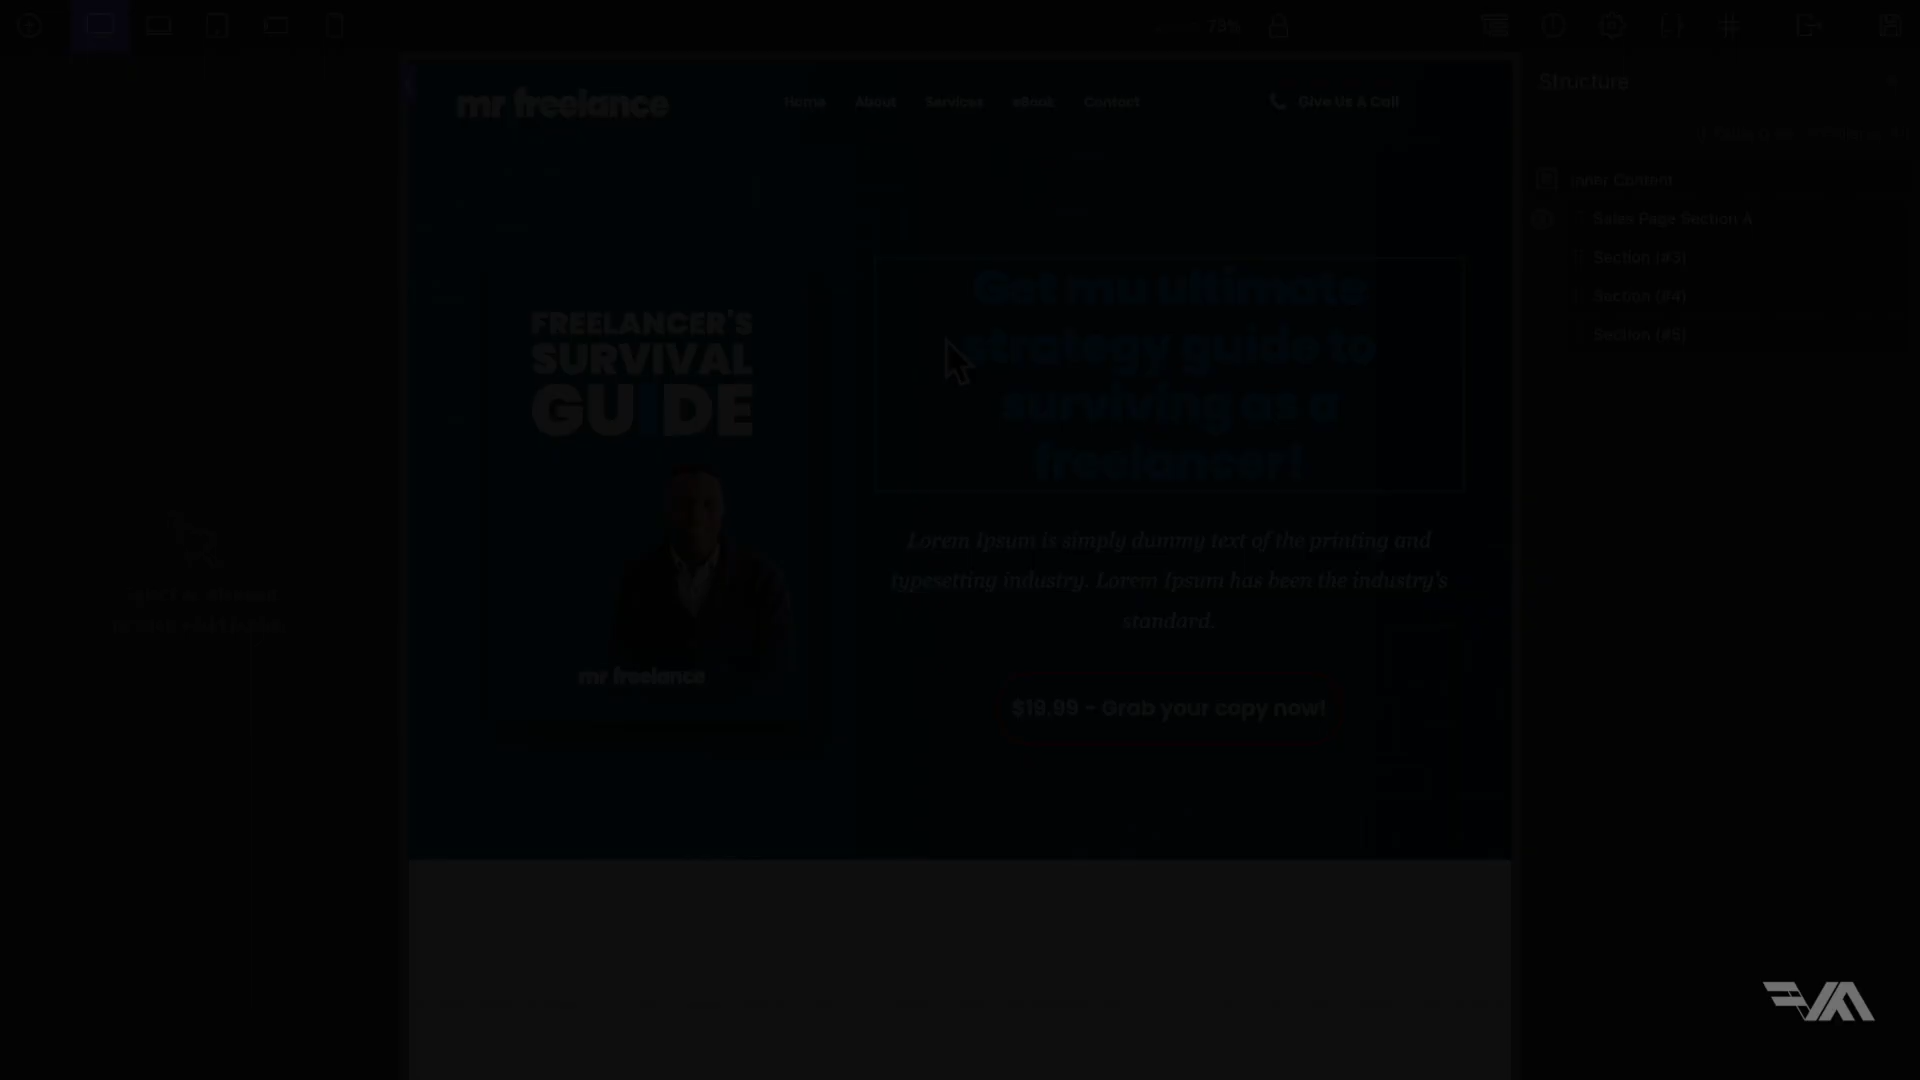 73%
mr freelance
Home About Services eBook Contact
Give Us A Call
Structure
Inner Content
Sales Page Section A
Section (#3)
Section (#4)
Section (#5)
FREELANCER'S
SURVIVAL
GUIDE
mr freelance
Get my ultimate
strategy guide to
surviving as a
freelancer!
Lorem Ipsum is simply dummy text of the printing and
typesetting industry. Lorem Ipsum has been the industry's
standard.
$19.99 - Grab your copy now!